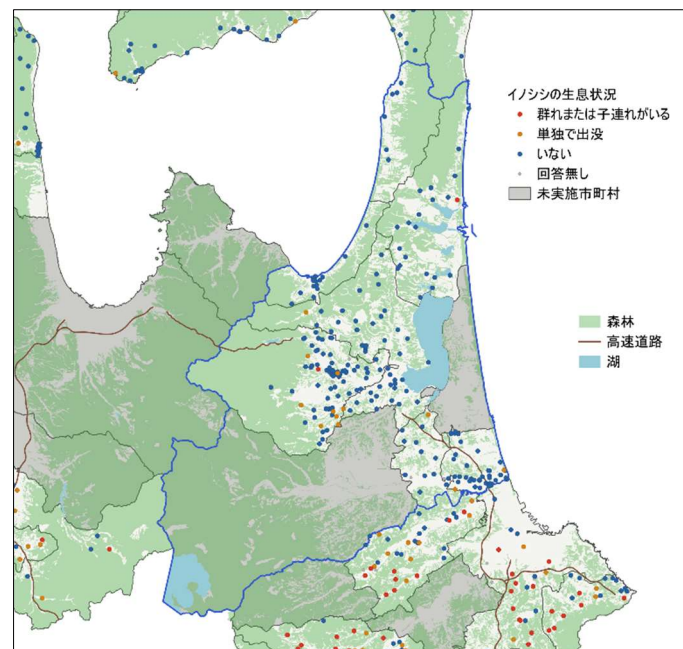 イノシシの生息状況
群れまたは子連れがいる
単独で出没
いない
回答無し
未実施市町村
森林
高速道路
湖